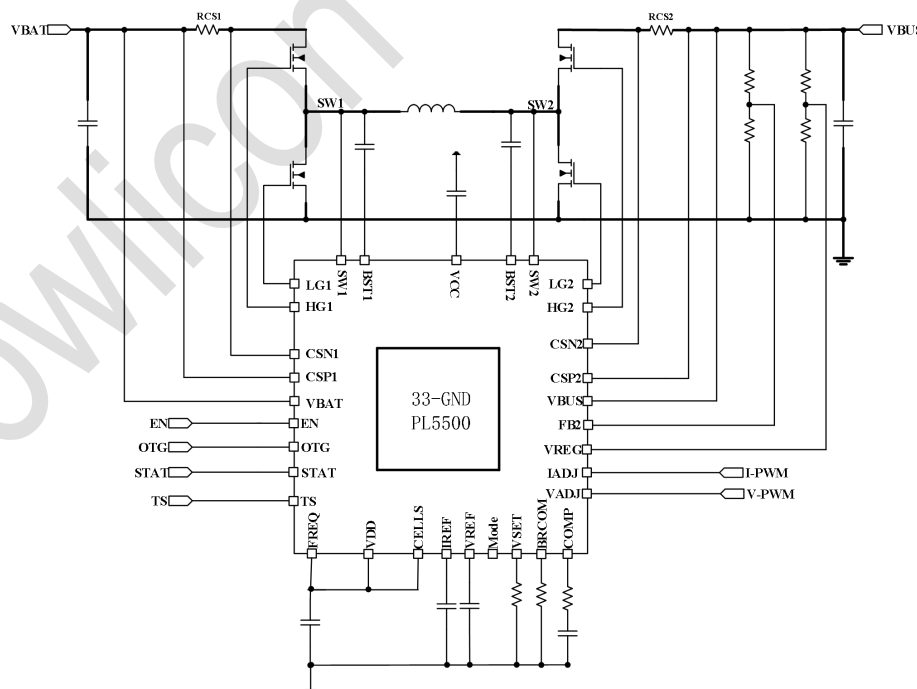 RCS1
RCS2
VBAT
VBUS
SW1
SW2
SW1
BST1
VCC
BST2
SW2
LG1
HG1
CSN1
CSP1
VBAT
EN
EN
OTG
OTG
STAT
STAT
TS
TS
33-GND
PL5500
LG2
HG2
CSN2
CSP2
VBUS
FB2
VREG
IADJ
I-PWM
VADJ
V-PWM
FREQ
VDD
CELLS
IREF
VREF
Mode
VSET
BRCOM
COMP
owlicon